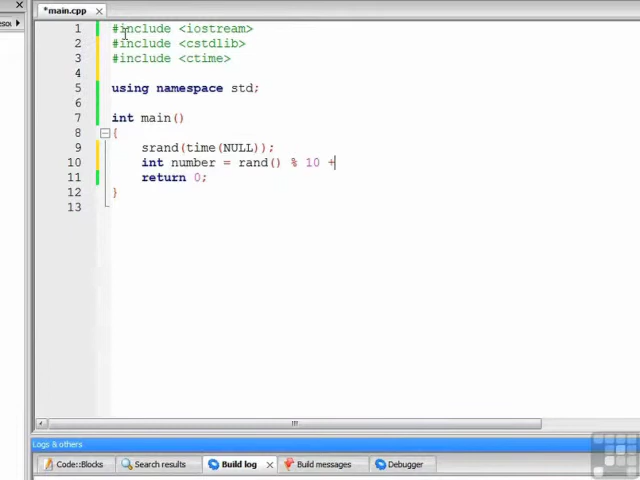 *main.cpp
esou
1 #include <iostream>
2 #include <cstdlib>
3 #include <ctime>
4
5 using namespace std;
6
7 int main()
8 {
9 srand(time(NULL));
10 int number = rand() % 10 +
11 return 0;
12 }
13
Logs & others
Code::Blocks Search results Build log Build messages Debugger